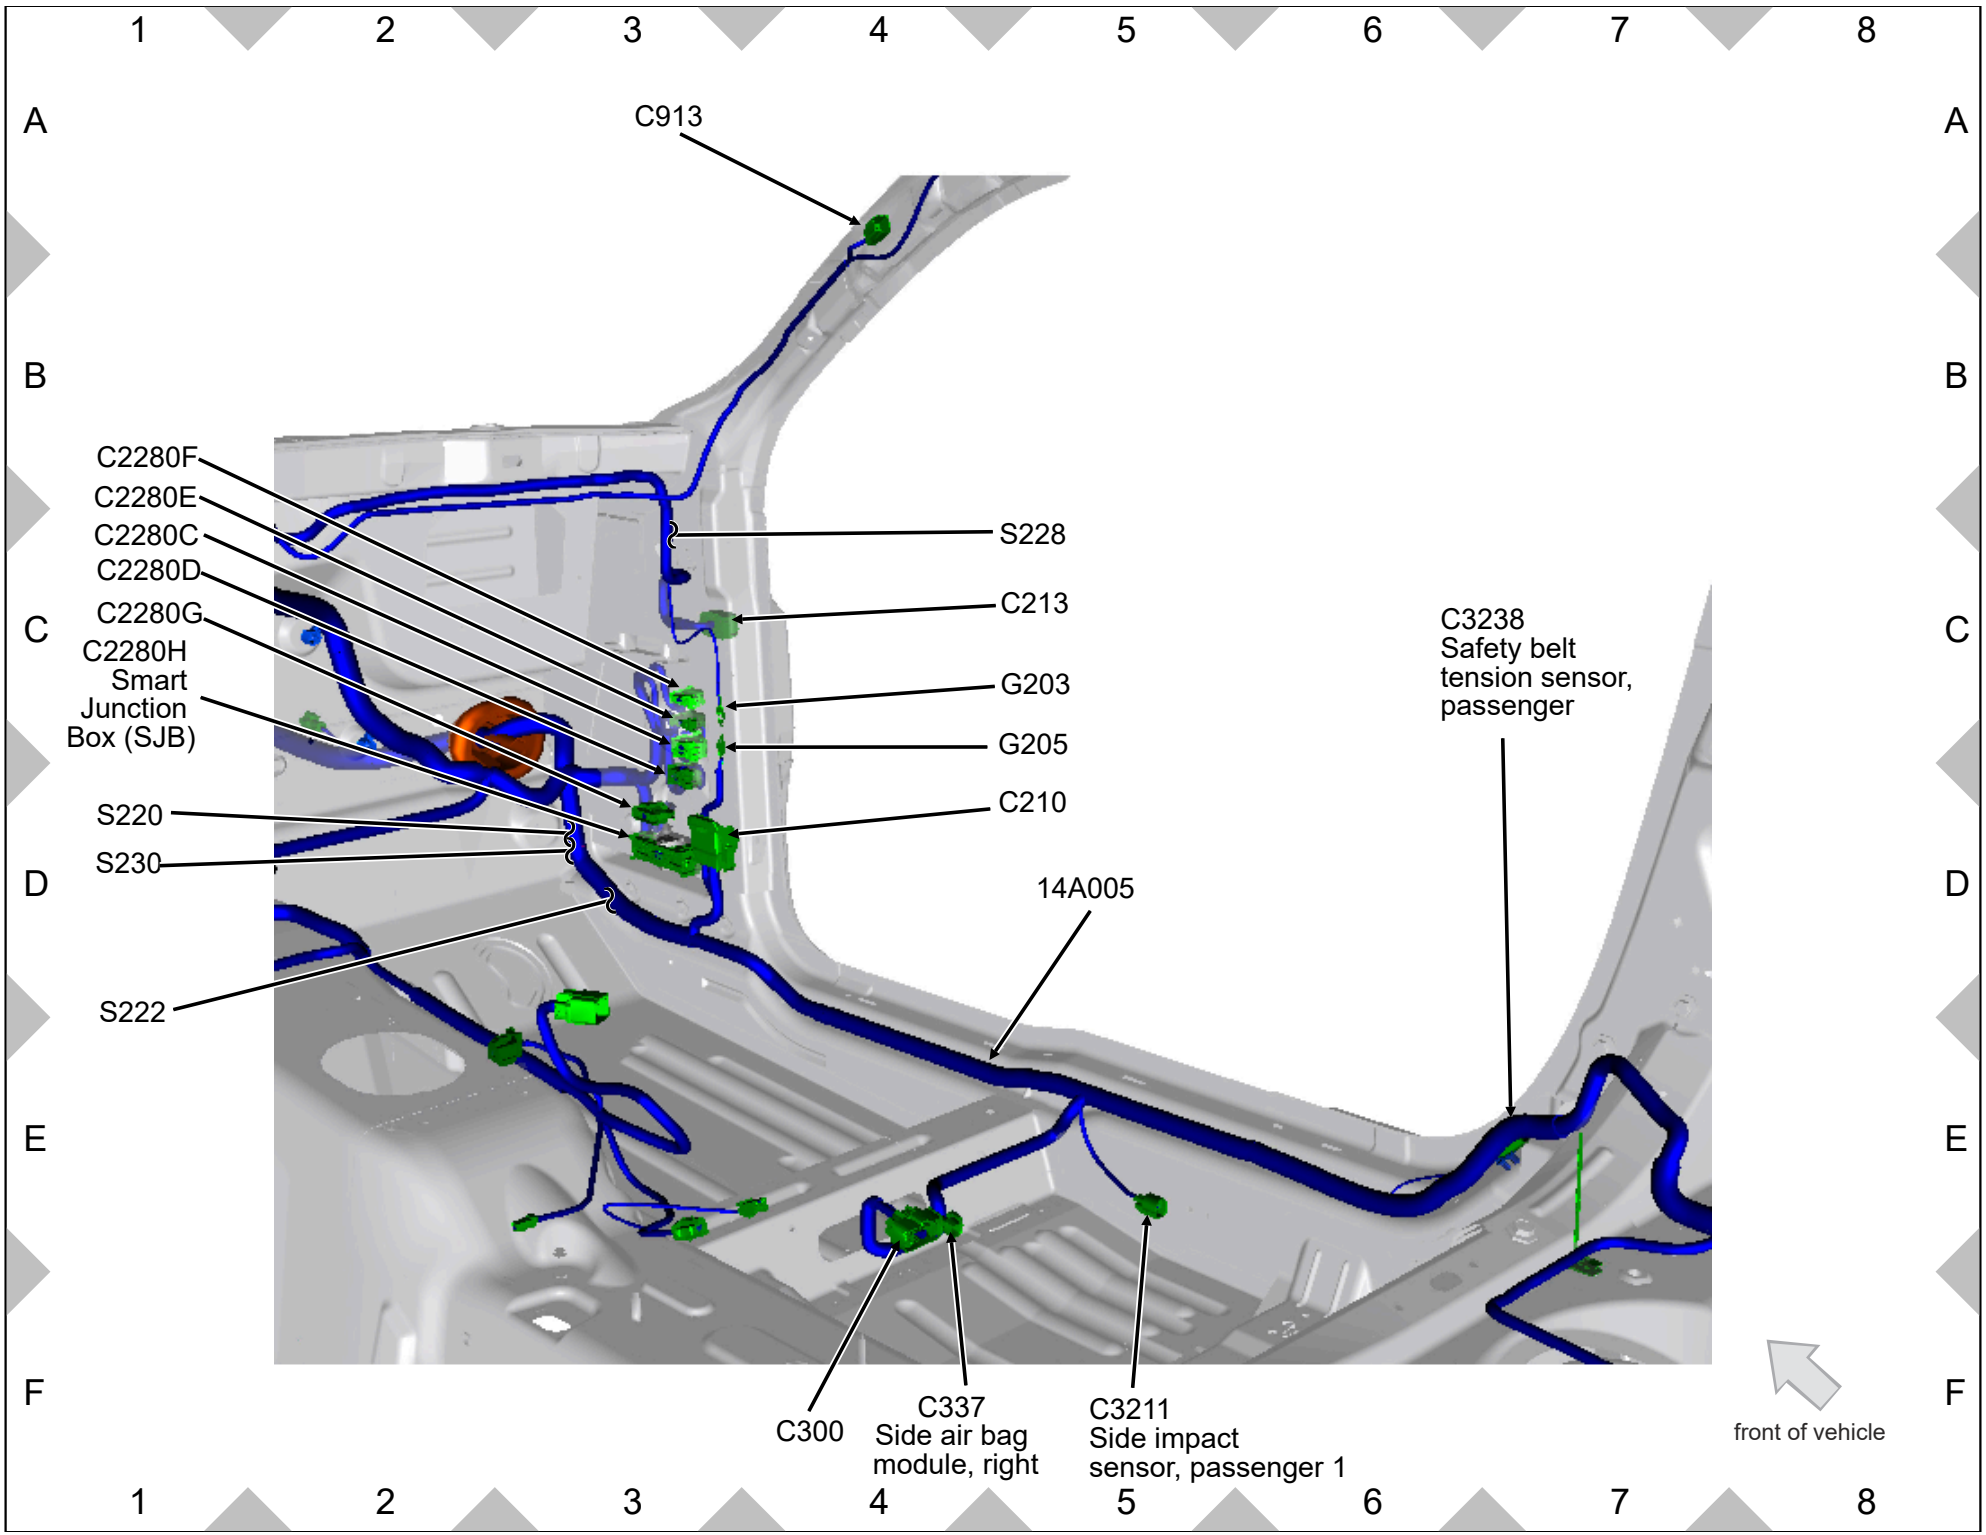 1 2 3 4 5 6 7 8
A A
C913
B B
C2280F
C2280E
C2280C
C2280D
C2280G
C2280H
Smart
Junction
Box (SJB)
S228
C213
G203
G205
C210
C C
C3238
Safety belt
tension sensor,
passenger
S220
S230
S222
D D
14A005
E E
F F
C300
C337
Side air bag
module, right
C3211
Side impact
sensor, passenger 1
front of vehicle
1 2 3 4 5 6 7 8